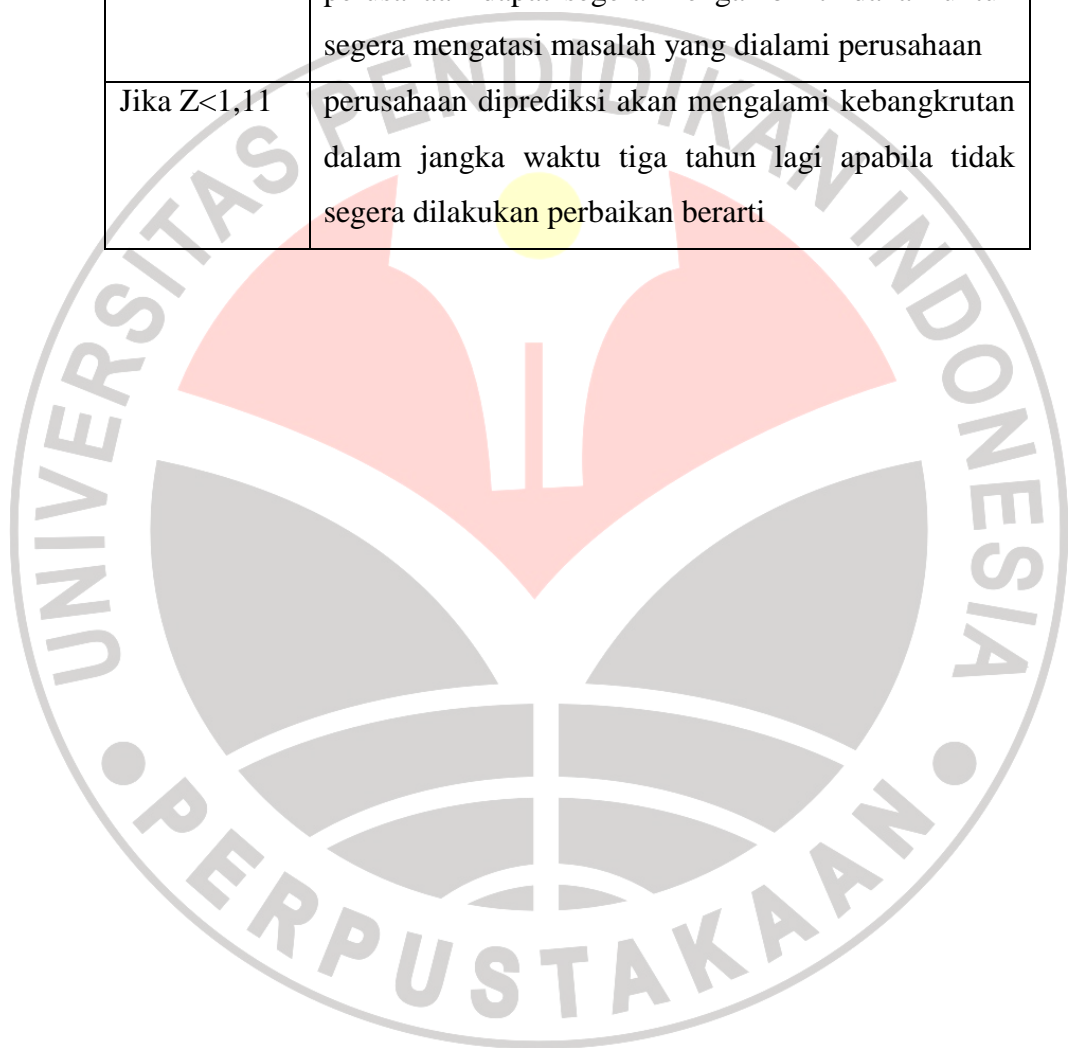 segera mengatasi masalah yang dialami perusahaan
Jika Z<1,11
perusahaan diprediksi akan mengalami kebangkrutan
dalam jangka waktu tiga tahun lagi apabila tidak
segera dilakukan perbaikan berarti
UNIVERSITAS PENDIDIKAN INDONESIA
PERPUSTAKAAN